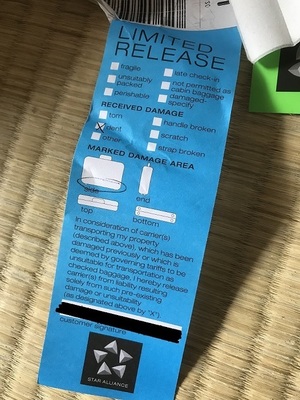 LIMITED
RELEASE
fragile
late check-in
unsuitably
packed
not permitted as
cabin baggage
perishable
damaged-
specify
RECEIVED DAMAGE
torn
handle broken
dent
scratch
other
strap broken
MARKED DAMAGE AREA
side
end
top
bottom
In consideration of carrier(s)
transporting my property
(described above), which has been
damaged previously or which is
deemed by governing tariffs to be
unsuitable for transportation as
checked baggage, I hereby release
carrier(s) from liability resulting
solely from such pre-existing
damage or unsuitability
(as designated above by "X")
customer signature
STAR ALLIANCE